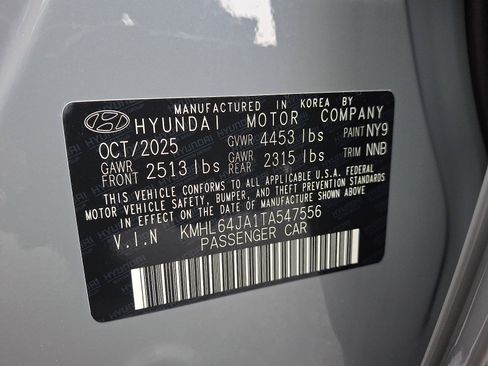 MANUFACTURED IN KOREA BY
HYUNDAI MOTOR COMPANY
OCT/2025 GVWR 4453 lbs PAINT NY9
GAWR FRONT 2513 lbs GAWR REAR 2315 lbs TRIM NNB
THIS VEHICLE CONFORMS TO ALL APPLICABLE U.S.A FEDERAL
MOTOR VEHICLE SAFETY, BUMPER, AND THEFT PREVENTION STANDARDS
IN EFFECT ON THE DATE OF MANUFACTURE SHOWN ABOVE.
V.I.N KMHL64JA1TA547556
PASSENGER CAR